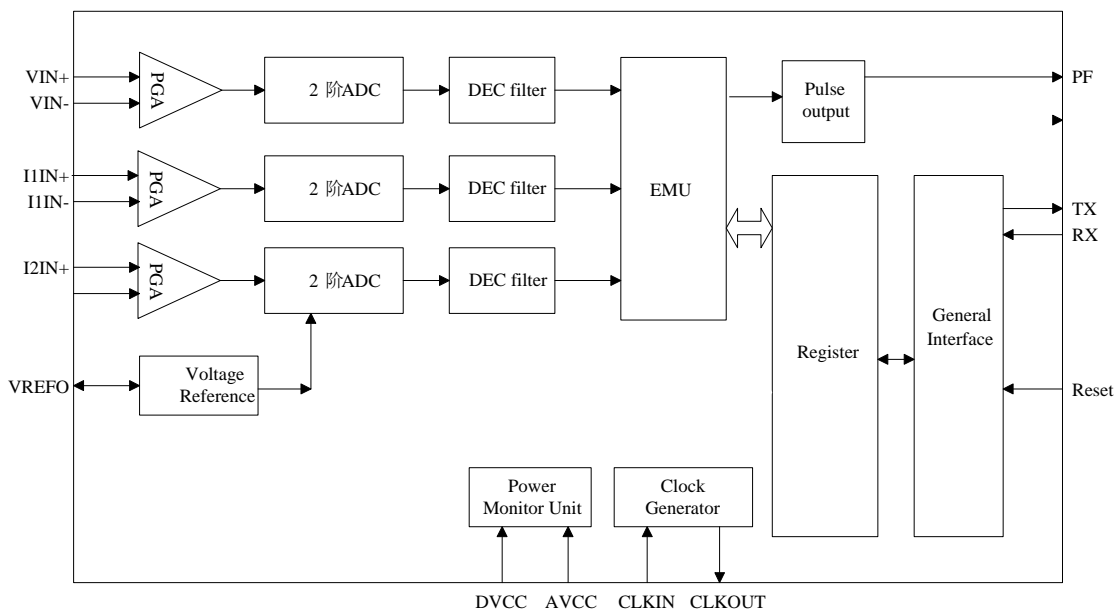 VIN+
VIN-
PGA
2 阶ADC
DEC filter
EMU
Pulse
output
PF
I1IN+
I1IN-
PGA
2 阶ADC
DEC filter
TX
RX
I2IN+
PGA
2 阶ADC
DEC filter
Register
General
Interface
VREFO
Voltage
Reference
Reset
Power
Monitor Unit
Clock
Generator
DVCC
AVCC
CLKIN
CLKOUT